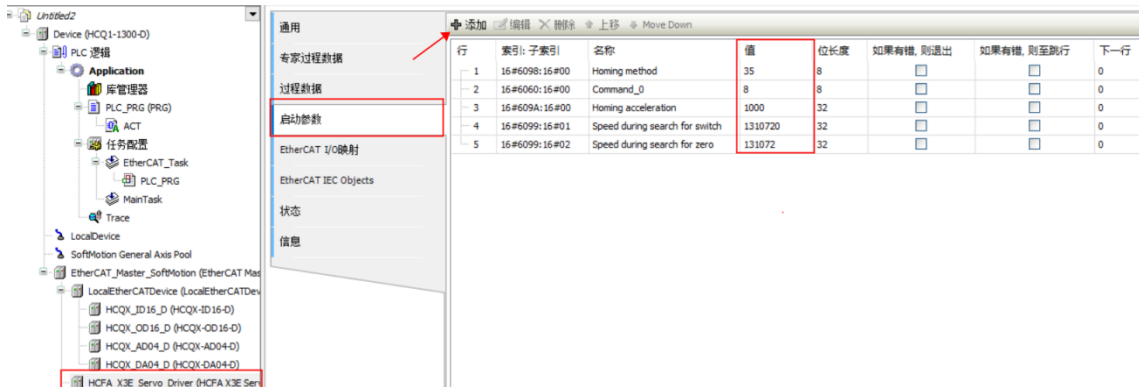 Untitled2
Device (HCQ1-1300-D)
PLC 逻辑
Application
库管理器
PLC_PRG (PRG)
ACT
任务配置
EtherCAT_Task
PLC_PRG
MainTask
Trace
LocalDevice
SoftMotion General Axis Pool
EtherCAT_Master_SoftMotion (EtherCAT Mas
LocalEtherCATDevice (LocalEtherCATDev
HCQX_ID16_D (HCQX-ID16-D)
HCQX_OD16_D (HCQX-OD16-D)
HCQX_AD04_D (HCQX-AD04-D)
HCQX_DA04_D (HCQX-DA04-D)
HCFA_X3E_Servo_Driver (HCFA X3E Serv
通用
专家过程数据
过程数据
启动参数
EtherCAT I/O映射
EtherCAT IEC Objects
状态
信息
添加 编辑 删除 上移 Move Down
行 索引: 子索引 名称 值 位长度 如果有错, 则退出 如果有错, 则至跳行 下一行
1 16#6098:16#00 Homing method 35 8 0
2 16#6060:16#00 Command_0 8 8 0
3 16#609A:16#00 Homing acceleration 1000 32 0
4 16#6099:16#01 Speed during search for switch 1310720 32 0
5 16#6099:16#02 Speed during search for zero 131072 32 0